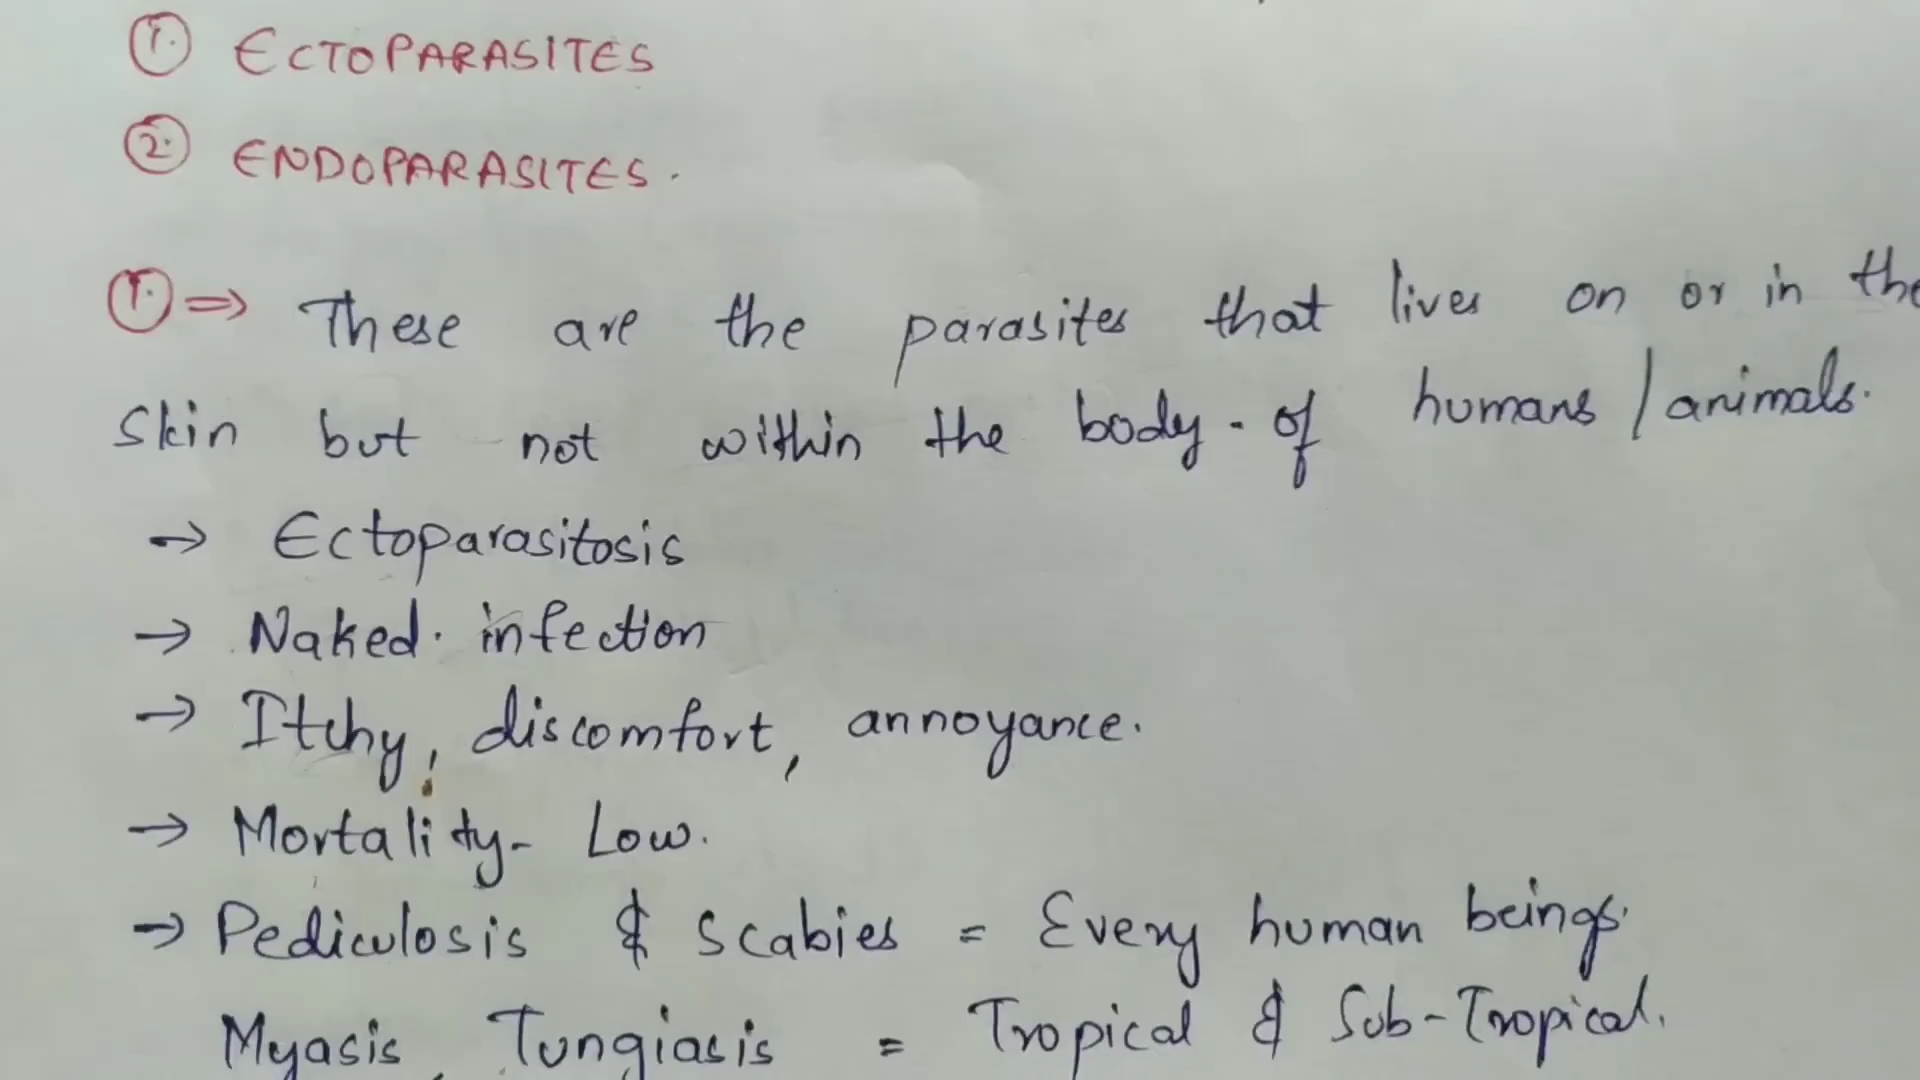 1. ECTOPARASITES
2. ENDOPARASITES.
1. ⇒ These are the parasites that lives on or in the
Skin but not within the body - of humans / animals.
→ Ectoparasitosis
→ Naked. infection
→ Itchy, discomfort, annoyance.
→ Mortality - Low.
→ Pediculosis & Scabies = Every human beings.
Myasis, Tungiasis = Tropical & Sub-Tropical.